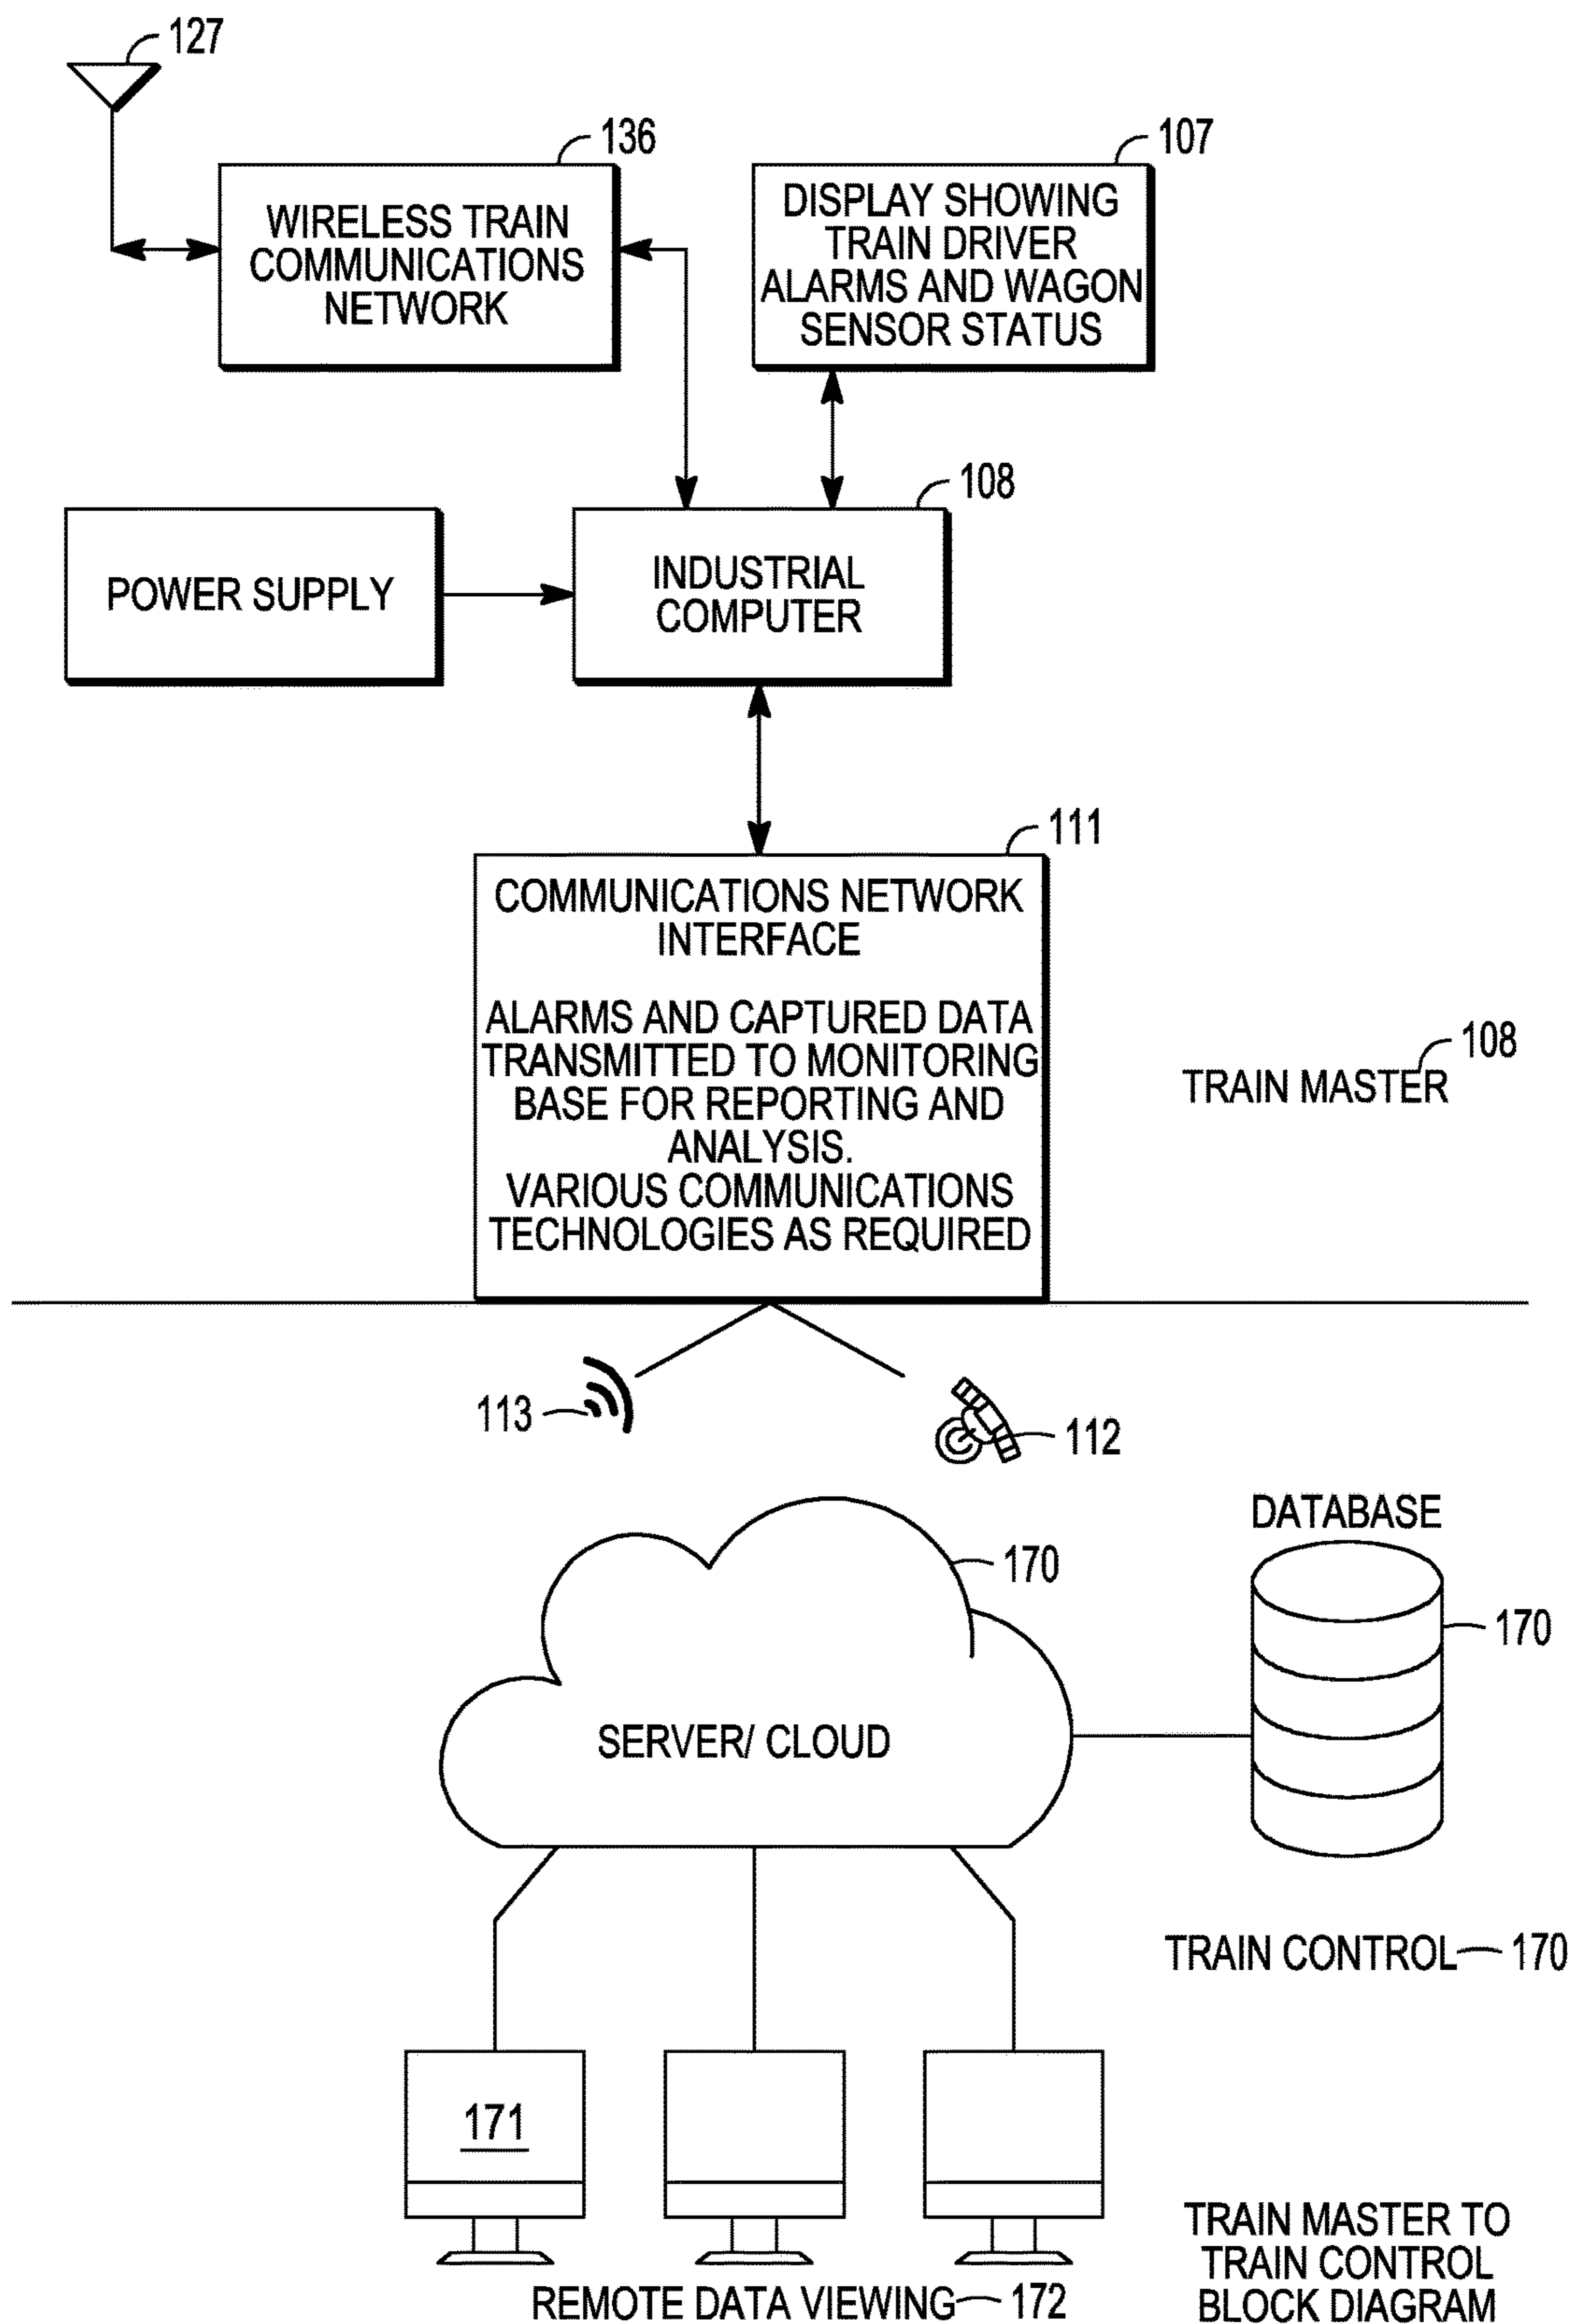 127
136
WIRELESS TRAIN
COMMUNICATIONS
NETWORK
107
DISPLAY SHOWING
TRAIN DRIVER
ALARMS AND WAGON
SENSOR STATUS
POWER SUPPLY
108
INDUSTRIAL
COMPUTER
111
COMMUNICATIONS NETWORK
INTERFACE
ALARMS AND CAPTURED DATA
TRANSMITTED TO MONITORING
BASE FOR REPORTING AND
ANALYSIS.
VARIOUS COMMUNICATIONS
TECHNOLOGIES AS REQUIRED
108
TRAIN MASTER
113
112
170
SERVER/ CLOUD
DATABASE
170
TRAIN CONTROL 170
171
REMOTE DATA VIEWING 172
TRAIN MASTER TO
TRAIN CONTROL
BLOCK DIAGRAM